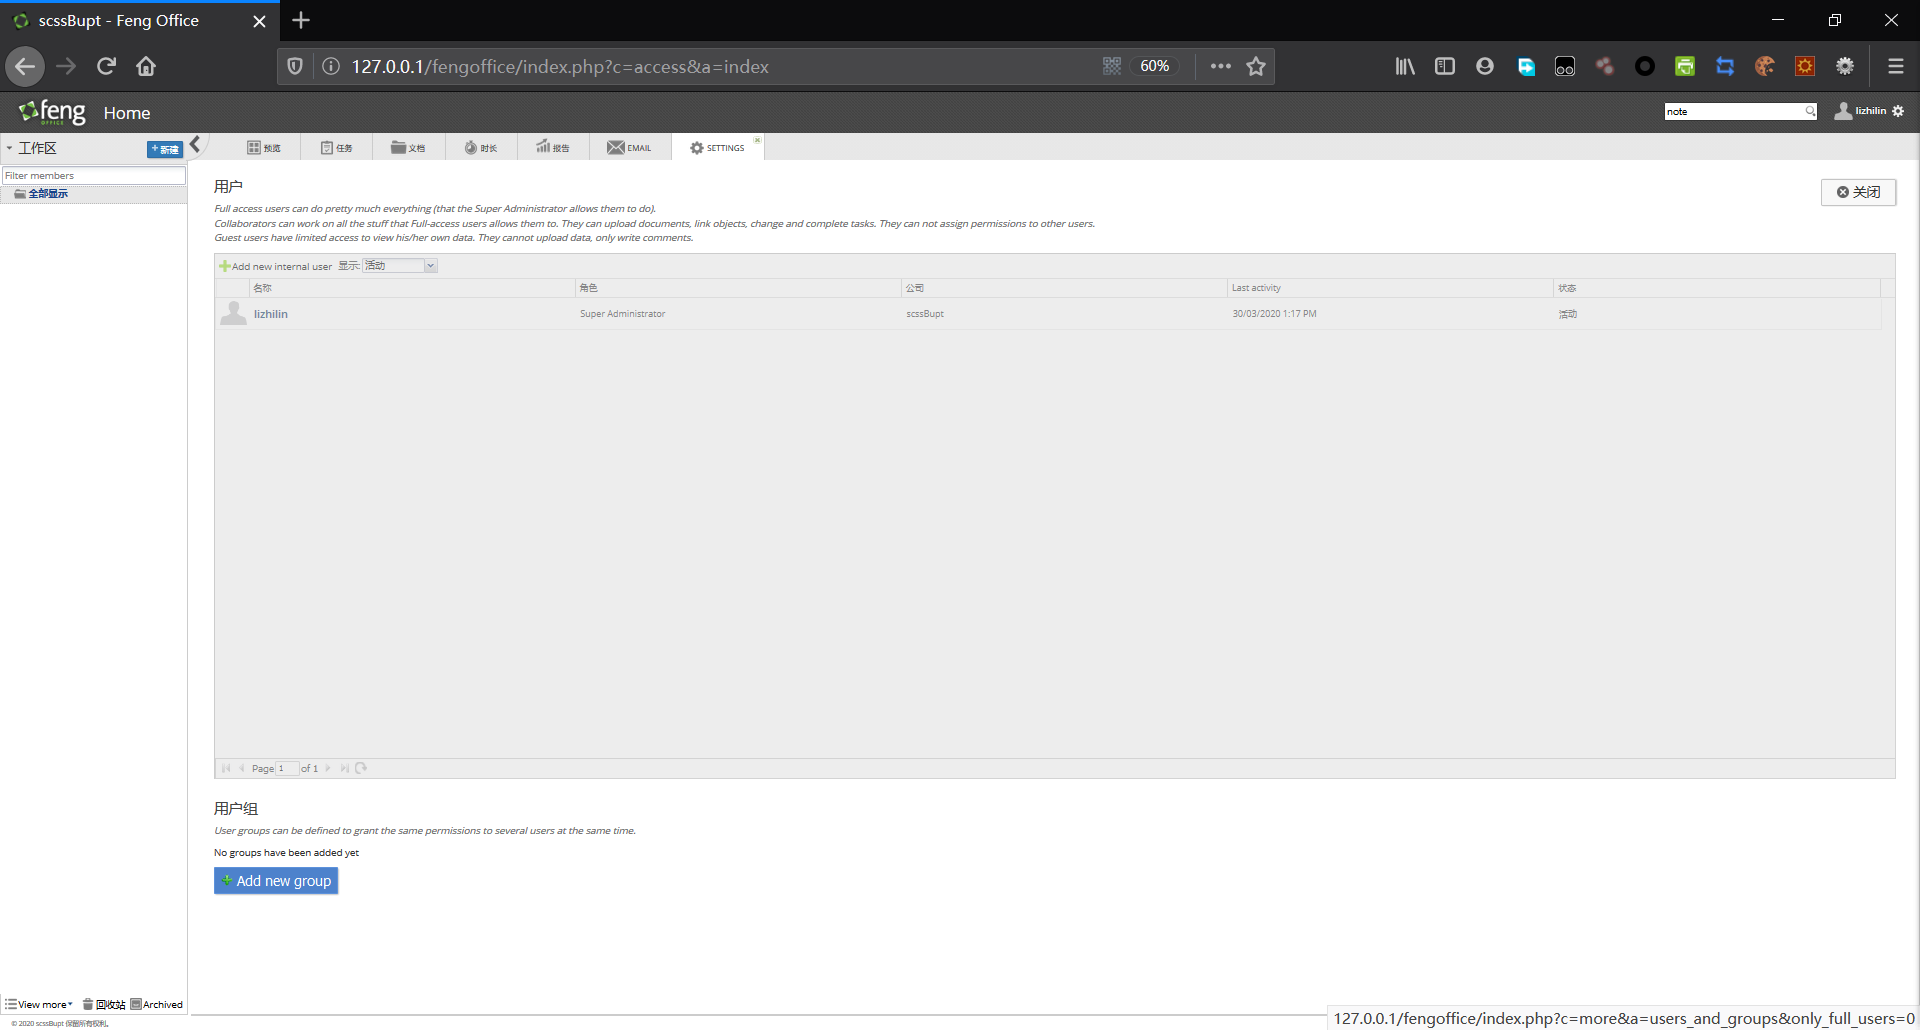 scssBupt - Feng Office
127.0.0.1/fengoffice/index.php?c=access&a=index
60%
feng
OFFICE
Home
note
lizhilin
工作区
+ 新建
预览
任务
文档
时长
报告
EMAIL
SETTINGS
Filter members
全部显示
用户
关闭
Full access users can do pretty much everything (that the Super Administrator allows them to do).
Collaborators can work on all the stuff that Full-access users allows them to. They can upload documents, link objects, change and complete tasks. They can not assign permissions to other users.
Guest users have limited access to view his/her own data. They cannot upload data, only write comments.
Add new internal user 显示: 活动
名称 角色 公司 Last activity 状态
lizhilin Super Administrator scssBupt 30/03/2020 1:17 PM 活动
Page 1 of 1
用户组
User groups can be defined to grant the same permissions to several users at the same time.
No groups have been added yet
Add new group
View more 回收站 Archived
© 2020 scssBupt 保留所有权利。
127.0.0.1/fengoffice/index.php?c=more&a=users_and_groups&only_full_users=0